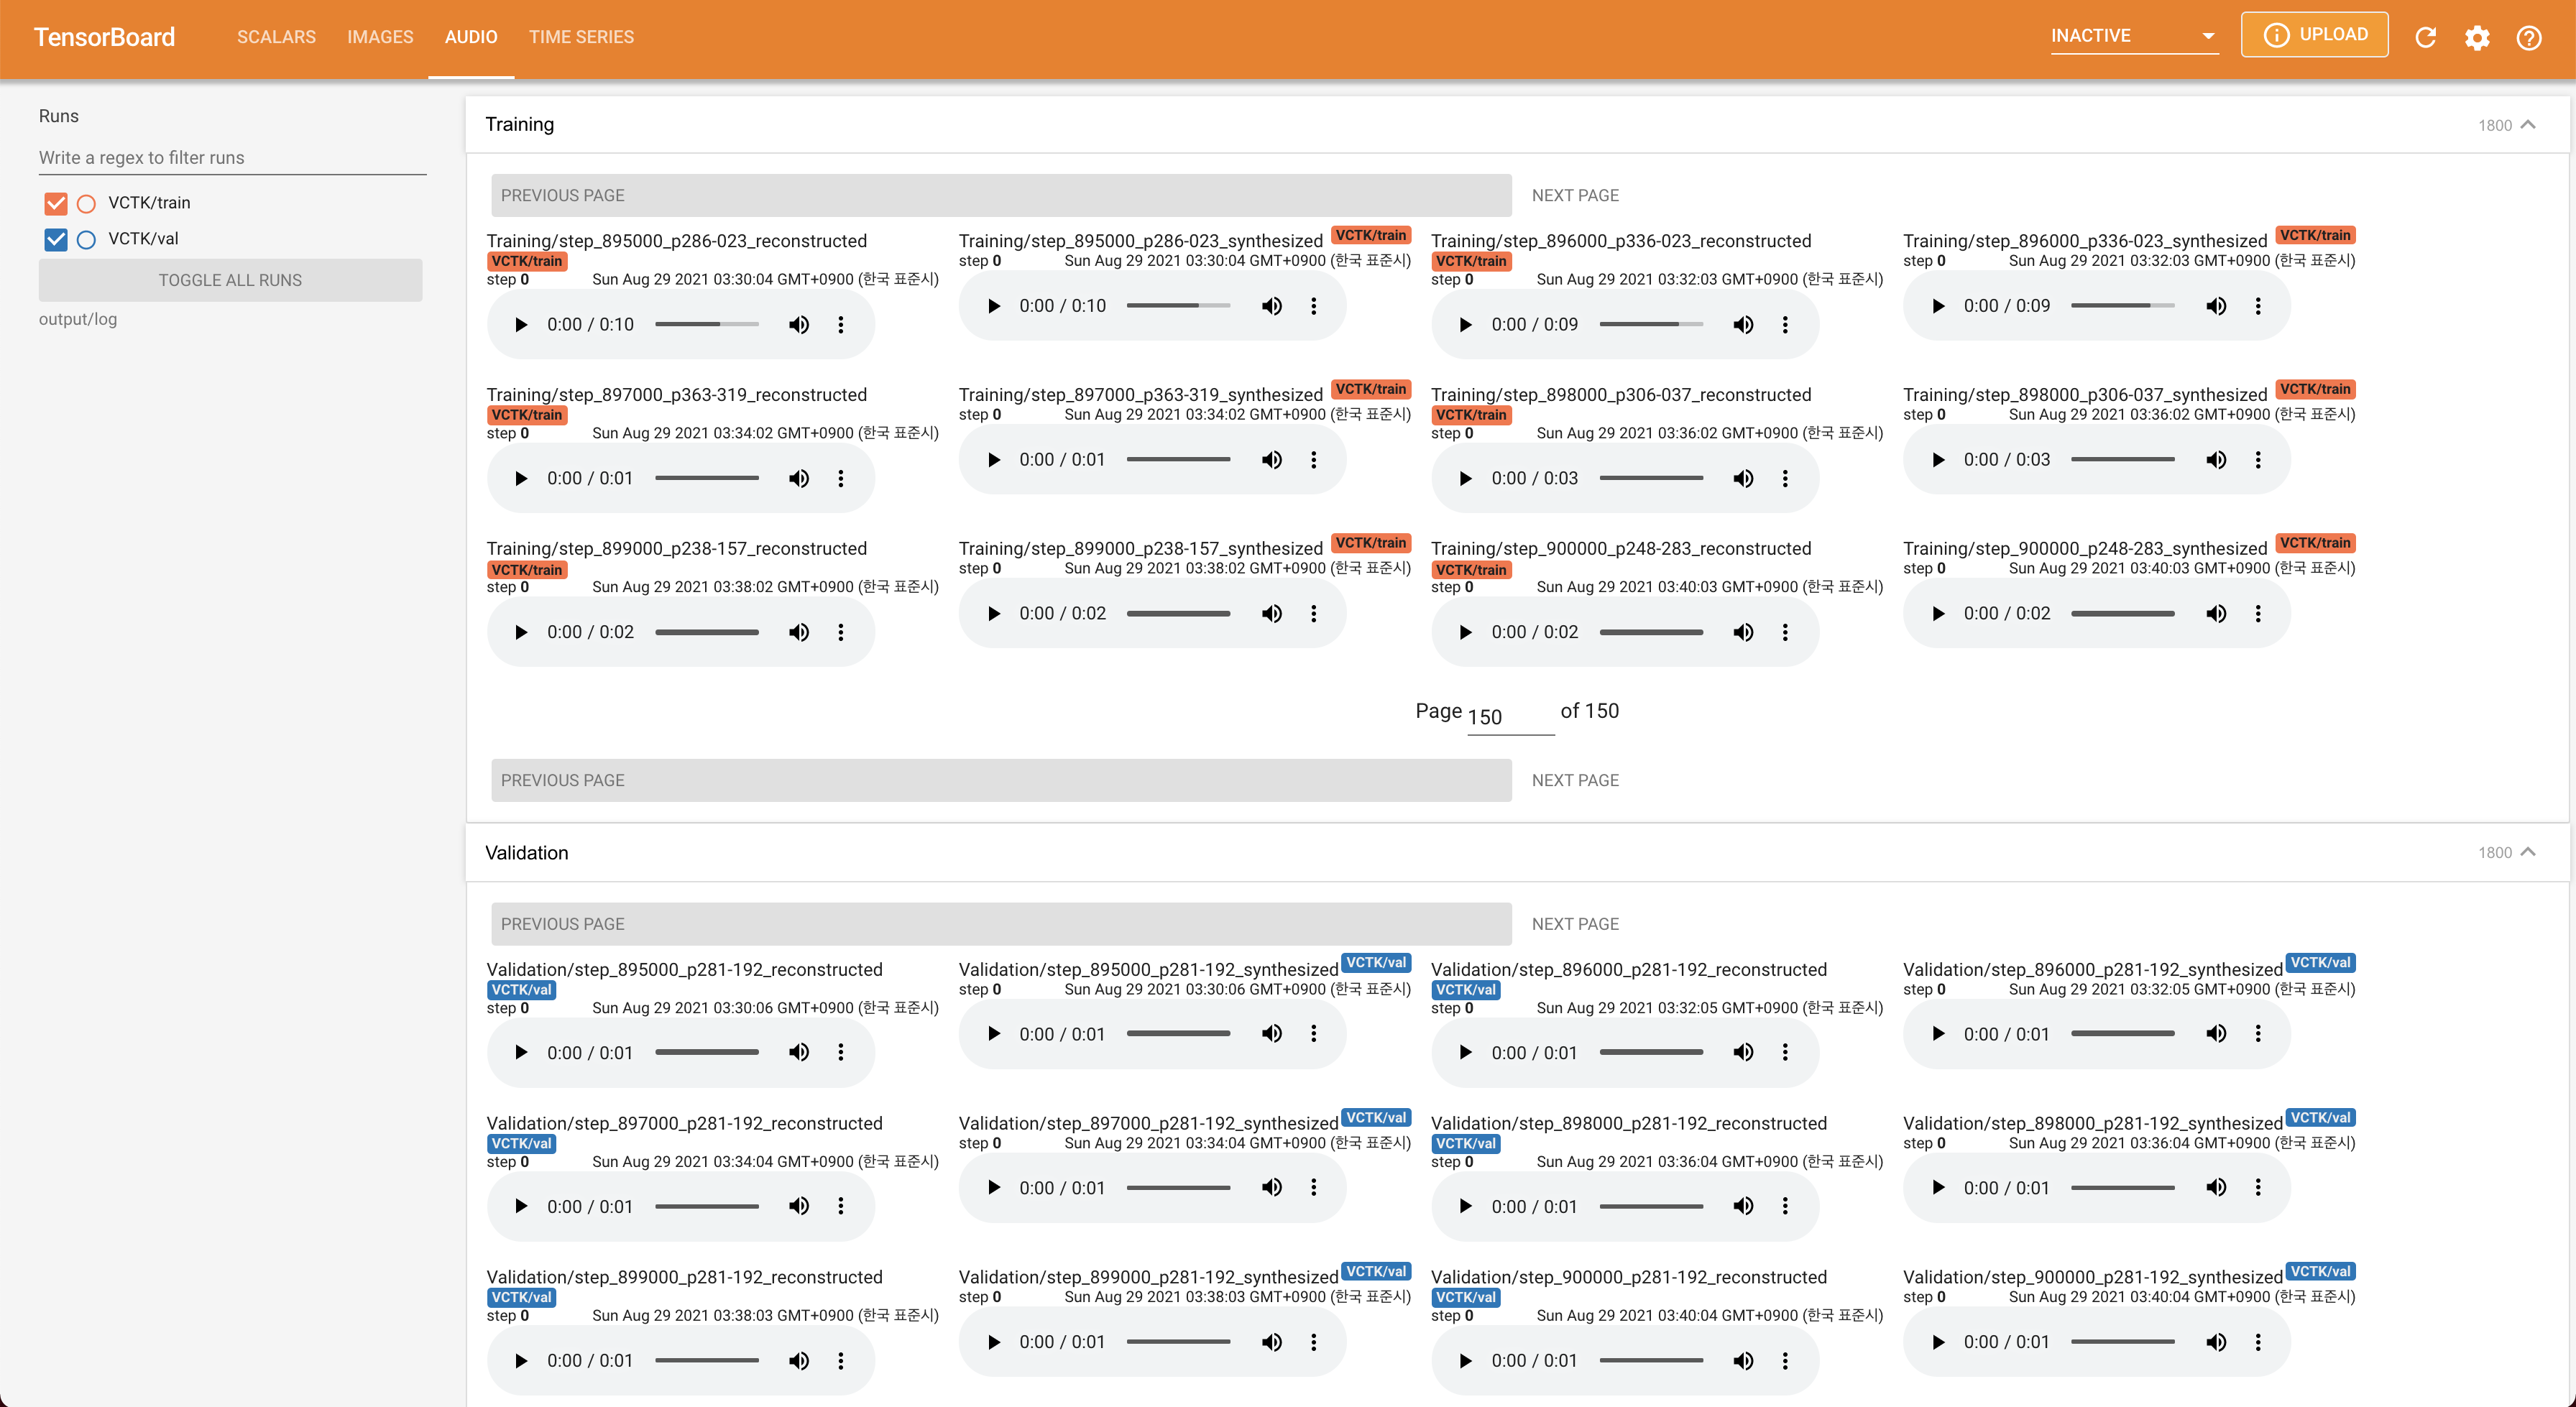 TensorBoard SCALARS IMAGES AUDIO TIME SERIES INACTIVE UPLOAD
Runs
Write a regex to filter runs
VCTK/train
VCTK/val
TOGGLE ALL RUNS
output/log
Training 1800
PREVIOUS PAGE NEXT PAGE
Training/step_895000_p286-023_reconstructed
VCTK/train
step 0 Sun Aug 29 2021 03:30:04 GMT+0900 (한국 표준시)
0:00 / 0:10
Training/step_895000_p286-023_synthesized VCTK/train
step 0 Sun Aug 29 2021 03:30:04 GMT+0900 (한국 표준시)
0:00 / 0:10
Training/step_896000_p336-023_reconstructed
VCTK/train
step 0 Sun Aug 29 2021 03:32:03 GMT+0900 (한국 표준시)
0:00 / 0:09
Training/step_896000_p336-023_synthesized VCTK/train
step 0 Sun Aug 29 2021 03:32:03 GMT+0900 (한국 표준시)
0:00 / 0:09
Training/step_897000_p363-319_reconstructed
VCTK/train
step 0 Sun Aug 29 2021 03:34:02 GMT+0900 (한국 표준시)
0:00 / 0:01
Training/step_897000_p363-319_synthesized VCTK/train
step 0 Sun Aug 29 2021 03:34:02 GMT+0900 (한국 표준시)
0:00 / 0:01
Training/step_898000_p306-037_reconstructed
VCTK/train
step 0 Sun Aug 29 2021 03:36:02 GMT+0900 (한국 표준시)
0:00 / 0:03
Training/step_898000_p306-037_synthesized VCTK/train
step 0 Sun Aug 29 2021 03:36:02 GMT+0900 (한국 표준시)
0:00 / 0:03
Training/step_899000_p238-157_reconstructed
VCTK/train
step 0 Sun Aug 29 2021 03:38:02 GMT+0900 (한국 표준시)
0:00 / 0:02
Training/step_899000_p238-157_synthesized VCTK/train
step 0 Sun Aug 29 2021 03:38:02 GMT+0900 (한국 표준시)
0:00 / 0:02
Training/step_900000_p248-283_reconstructed
VCTK/train
step 0 Sun Aug 29 2021 03:40:03 GMT+0900 (한국 표준시)
0:00 / 0:02
Training/step_900000_p248-283_synthesized VCTK/train
step 0 Sun Aug 29 2021 03:40:03 GMT+0900 (한국 표준시)
0:00 / 0:02
Page 150 of 150
PREVIOUS PAGE NEXT PAGE
Validation 1800
PREVIOUS PAGE NEXT PAGE
Validation/step_895000_p281-192_reconstructed
VCTK/val
step 0 Sun Aug 29 2021 03:30:06 GMT+0900 (한국 표준시)
0:00 / 0:01
Validation/step_895000_p281-192_synthesized VCTK/val
step 0 Sun Aug 29 2021 03:30:06 GMT+0900 (한국 표준시)
0:00 / 0:01
Validation/step_896000_p281-192_reconstructed
VCTK/val
step 0 Sun Aug 29 2021 03:32:05 GMT+0900 (한국 표준시)
0:00 / 0:01
Validation/step_896000_p281-192_synthesized VCTK/val
step 0 Sun Aug 29 2021 03:32:05 GMT+0900 (한국 표준시)
0:00 / 0:01
Validation/step_897000_p281-192_reconstructed
VCTK/val
step 0 Sun Aug 29 2021 03:34:04 GMT+0900 (한국 표준시)
0:00 / 0:01
Validation/step_897000_p281-192_synthesized VCTK/val
step 0 Sun Aug 29 2021 03:34:04 GMT+0900 (한국 표준시)
0:00 / 0:01
Validation/step_898000_p281-192_reconstructed
VCTK/val
step 0 Sun Aug 29 2021 03:36:04 GMT+0900 (한국 표준시)
0:00 / 0:01
Validation/step_898000_p281-192_synthesized VCTK/val
step 0 Sun Aug 29 2021 03:36:04 GMT+0900 (한국 표준시)
0:00 / 0:01
Validation/step_899000_p281-192_reconstructed
VCTK/val
step 0 Sun Aug 29 2021 03:38:03 GMT+0900 (한국 표준시)
0:00 / 0:01
Validation/step_899000_p281-192_synthesized VCTK/val
step 0 Sun Aug 29 2021 03:38:03 GMT+0900 (한국 표준시)
0:00 / 0:01
Validation/step_900000_p281-192_reconstructed
VCTK/val
step 0 Sun Aug 29 2021 03:40:04 GMT+0900 (한국 표준시)
0:00 / 0:01
Validation/step_900000_p281-192_synthesized VCTK/val
step 0 Sun Aug 29 2021 03:40:04 GMT+0900 (한국 표준시)
0:00 / 0:01